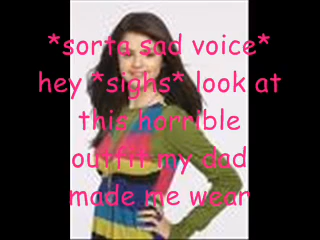 *sorta sad voice*
hey *sighs* look at
this horrible
outfit my dad
made me wear